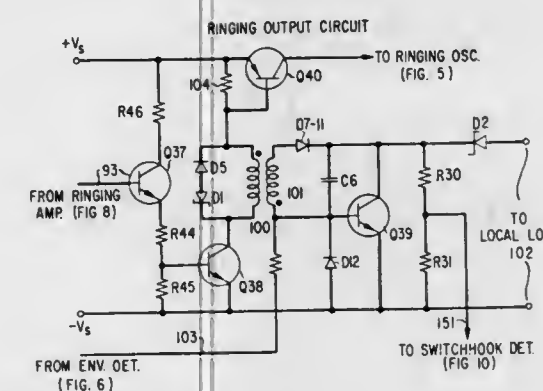 RINGING OUTPUT CIRCUIT
+Vs
TO RINGING OSC.
(FIG. 5)
104
Q40
R46
Q37
D7-11
D2
93
D5
R30
FROM RINGING
AMP. (FIG 8)
D1
101
C6
100
Q39
TO
LOCAL LO
102
R44
Q38
D12
R31
R45
-Vs
103
151
TO SWITCHHOOK DET.
(FIG 10)
FROM ENV. DET.
(FIG. 6)